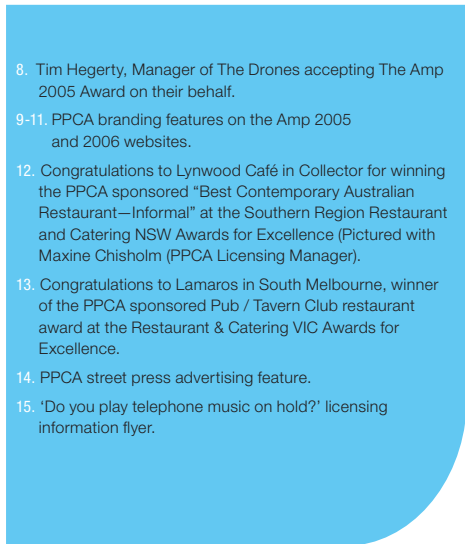 8. Tim Hegerty, Manager of The Drones accepting The Amp
2005 Award on their behalf.
9-11. PPCA branding features on the Amp 2005
and 2006 websites.
12. Congratulations to Lynwood Café in Collector for winning
the PPCA sponsored “Best Contemporary Australian
Restaurant—Informal” at the Southern Region Restaurant
and Catering NSW Awards for Excellence (Pictured with
Maxine Chisholm (PPCA Licensing Manager).
13. Congratulations to Lamaros in South Melbourne, winner
of the PPCA sponsored Pub / Tavern Club restaurant
award at the Restaurant & Catering VIC Awards for
Excellence.
14. PPCA street press advertising feature.
15. ‘Do you play telephone music on hold?’ licensing
information flyer.